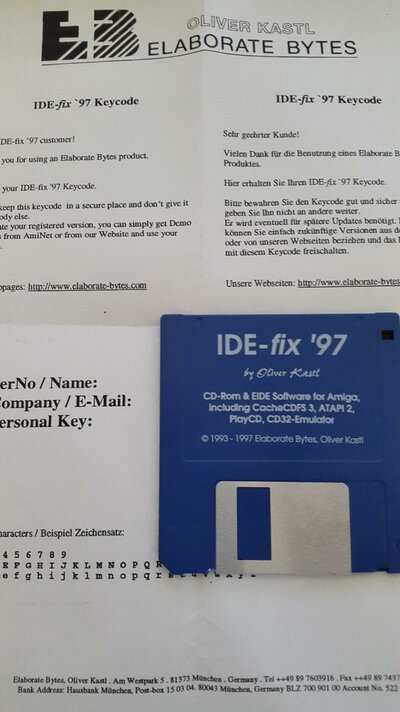 EB
OLIVER KASTL
ELABORATE BYTES
IDE-fix `97 Keycode
IDE-fix '97 customer!
you for using an Elaborate Bytes product.
your IDE-fix '97 Keycode.
keep this keycode in a secure place and don't give it
ody else.
ate your registered version, you can simply get Demo
s from AmiNet or from our Website and use your
bpages: http://www.elaborate-bytes.com
IDE-fix `97 Keycode
Sehr geehrter Kunde!
Vielen Dank für die Benutzung eines Elaborate B
Produktes.
Hier erhalten Sie Ihren IDE-fix `97 Keycode.
Bitte bewahren Sie den Keycode gut und sicher
geben Sie Ihn nicht an andere weiter.
Er wird eventuell für spätere Updates benötigt.
können Sie einfach zukünftige Versionen aus d
oder von unseren Webseiten beziehen und das
mit diesem Keycode freischalten.
Unsere Webseiten: http://www.elaborate-bytes
erNo / Name:
Company / E-Mail:
ersonal Key:
haracters / Beispiel Zeichensatz:
4 5 6 7 8 9
E F G H I J K L M N O P Q R
e f g h i j k l m n o p q r s t u v w x y z
IDE-fix '97
by Oliver Kastl
CD-Rom & EIDE Software for Amiga,
including CacheCDFS 3, ATAPI 2,
PlayCD, CD32-Emulator
© 1993 - 1997 Elaborate Bytes, Oliver Kastl
Elaborate Bytes, Oliver Kastl . Am Westpark 5 . 81373 München . Germany . Tel ++49 89 7603916 . Fax ++49 89 7437
Bank Address: Hausbank München, Post-box 15 03 04. 80043 München, Germany BLZ 700 901 00 Account No. 522